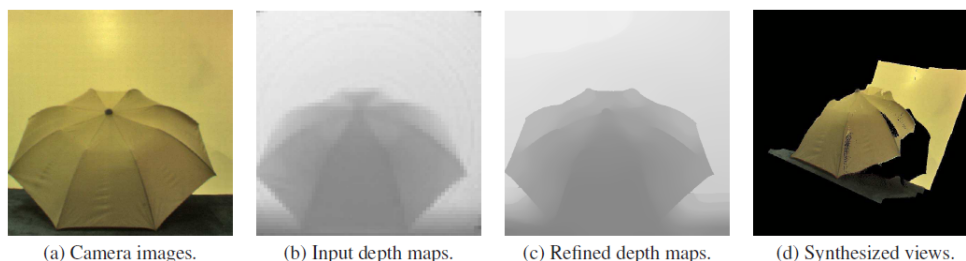 (a) Camera images.
(b) Input depth maps.
(c) Refined depth maps.
(d) Synthesized views.